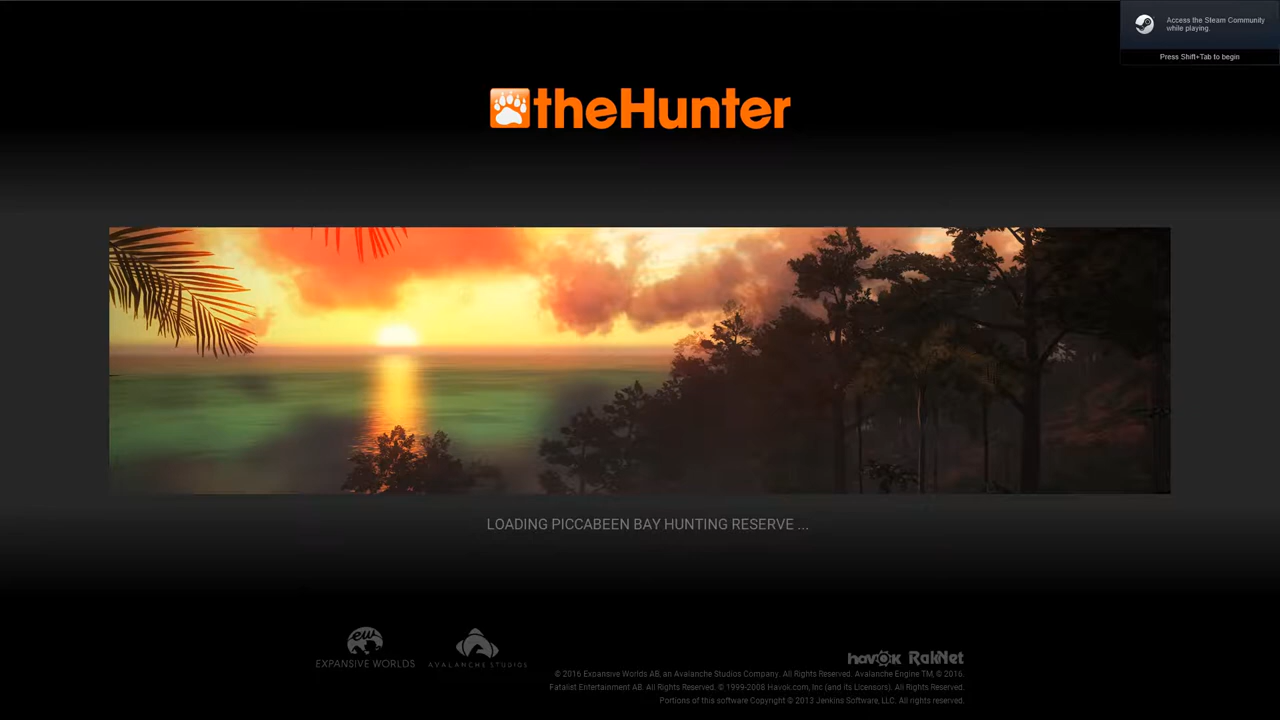 Access the Steam Community
while playing.
Press Shift+Tab to begin
theHunter
LOADING PICCABEEN BAY HUNTING RESERVE ...
ew
EXPANSIVE WORLDS
AVALANCHE STUDIOS
havok RakNet
© 2016 Expansive Worlds AB, an Avalanche Studios Company. All Rights Reserved. Avalanche Engine TM, © 2016.
Fatalist Entertainment AB. All Rights Reserved. © 1999-2008 Havok.com, Inc (and its Licensors). All Rights Reserved.
Portions of this software Copyright © 2013 Jenkins Software, LLC. All rights reserved.